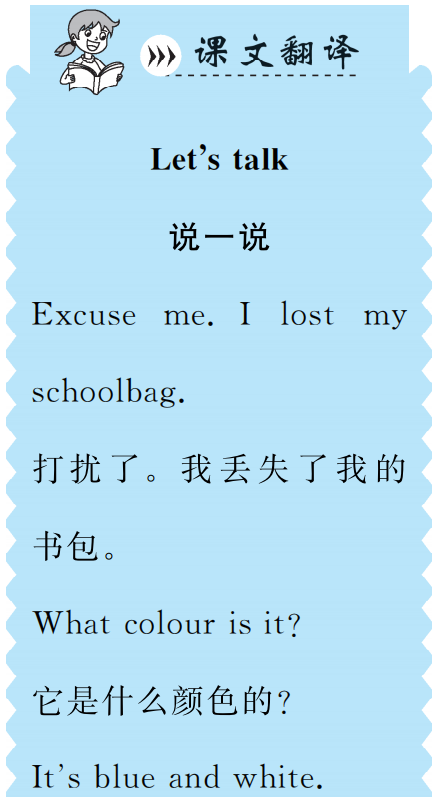 课文翻译
Let's talk
说一说
Excuse me. I lost my
schoolbag.
打扰了。我丢失了我的
书包。
What colour is it?
它是什么颜色的?
It's blue and white.